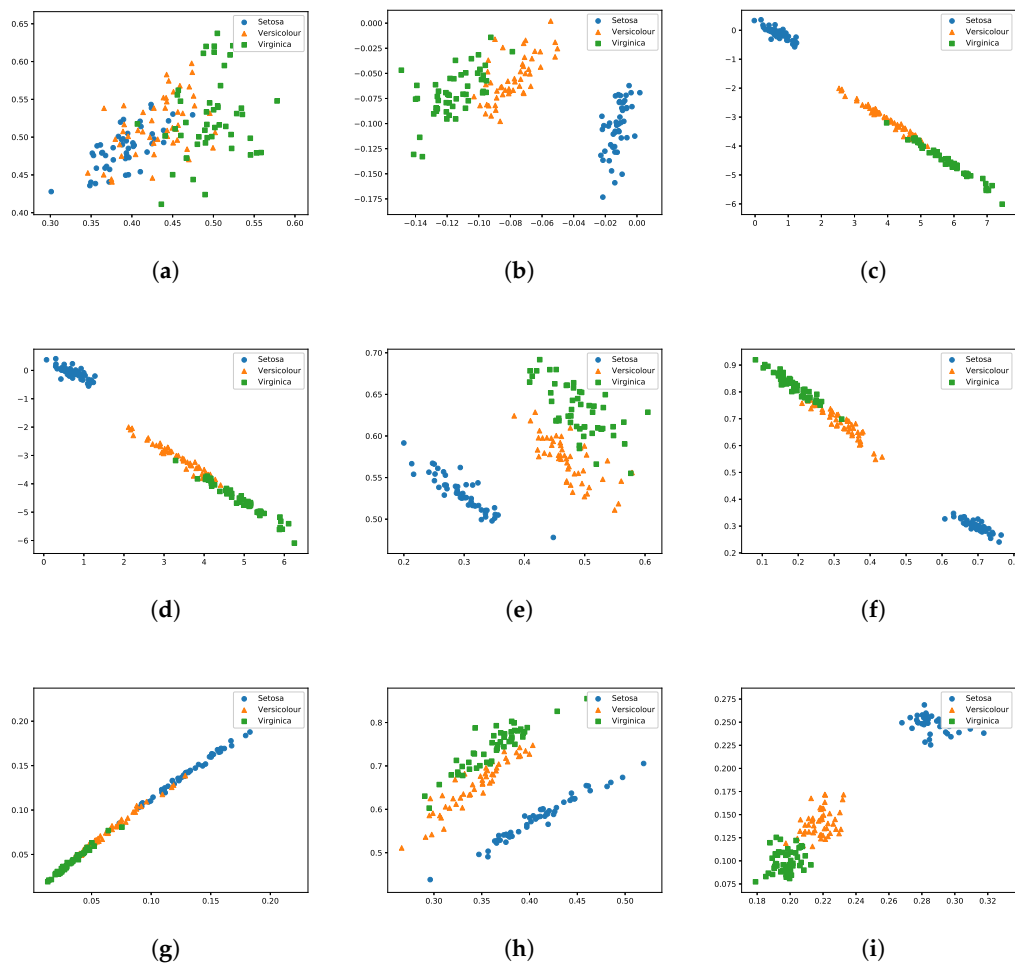 0.65
0.60
0.55
0.50
0.45
0.40
Setosa
Versicolour
Virginica
0.30 0.35 0.40 0.45 0.50 0.55 0.60
(a)
0.000
−0.025
−0.050
−0.075
−0.100
−0.125
−0.150
−0.175
Setosa
Versicolour
Virginica
−0.14 −0.12 −0.10 −0.08 −0.06 −0.04 −0.02 0.00
(b)
0
−1
−2
−3
−4
−5
−6
Setosa
Versicolour
Virginica
0 1 2 3 4 5 6 7
(c)
0
−1
−2
−3
−4
−5
−6
Setosa
Versicolour
Virginica
0 1 2 3 4 5 6
(d)
0.70
0.65
0.60
0.55
0.50
Setosa
Versicolour
Virginica
0.2 0.3 0.4 0.5 0.6
(e)
0.9
0.8
0.7
0.6
0.5
0.4
0.3
0.2
Setosa
Versicolour
Virginica
0.1 0.2 0.3 0.4 0.5 0.6 0.7
(f)
0.20
0.15
0.10
0.05
Setosa
Versicolour
Virginica
0.05 0.10 0.15 0.20
(g)
0.8
0.7
0.6
0.5
Setosa
Versicolour
Virginica
0.30 0.35 0.40 0.45 0.50
(h)
0.275
0.250
0.225
0.200
0.175
0.150
0.125
0.100
0.075
Setosa
Versicolour
Virginica
0.18 0.20 0.22 0.24 0.26 0.28 0.30 0.32
(i)